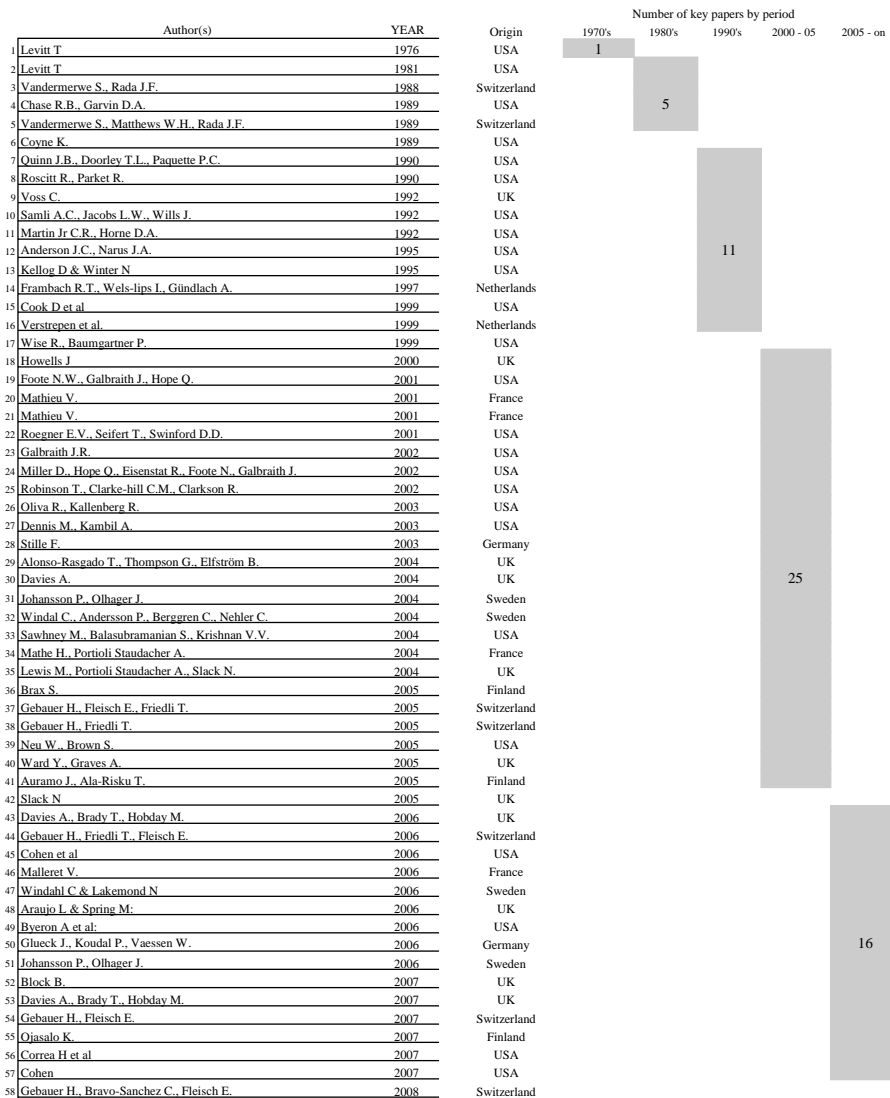 Number of key papers by period
Author(s) YEAR Origin 1970's 1980's 1990's 2000 - 05 2005 - on
1 Levitt T 1976 USA 1
2 Levitt T 1981 USA
3 Vandermerwe S., Rada J.F. 1988 Switzerland
4 Chase R.B., Garvin D.A. 1989 USA 5
5 Vandermerwe S., Matthews W.H., Rada J.F. 1989 Switzerland
6 Coyne K. 1989 USA
7 Quinn J.B., Doorley T.L., Paquette P.C. 1990 USA
8 Roscitt R., Parket R. 1990 USA
9 Voss C. 1992 UK
10 Samli A.C., Jacobs L.W., Wills J. 1992 USA
11 Martin Jr C.R., Horne D.A. 1992 USA
12 Anderson J.C., Narus J.A. 1995 USA 11
13 Kellog D & Winter N 1995 USA
14 Frambach R.T., Wels-lips I., Gündlach A. 1997 Netherlands
15 Cook D et al 1999 USA
16 Verstrepen et al. 1999 Netherlands
17 Wise R., Baumgartner P. 1999 USA
18 Howells J 2000 UK
19 Foote N.W., Galbraith J., Hope Q. 2001 USA
20 Mathieu V. 2001 France
21 Mathieu V. 2001 France
22 Roegner E.V., Seifert T., Swinford D.D. 2001 USA
23 Galbraith J.R. 2002 USA
24 Miller D., Hope Q., Eisenstat R., Foote N., Galbraith J. 2002 USA
25 Robinson T., Clarke-hill C.M., Clarkson R. 2002 USA
26 Oliva R., Kallenberg R. 2003 USA
27 Dennis M., Kambil A. 2003 USA
28 Stille F. 2003 Germany
29 Alonso-Rasgado T., Thompson G., Elfström B. 2004 UK
30 Davies A. 2004 UK 25
31 Johansson P., Olhager J. 2004 Sweden
32 Windal C., Andersson P., Berggren C., Nehler C. 2004 Sweden
33 Sawhney M., Balasubramanian S., Krishnan V.V. 2004 USA
34 Mathe H., Portioli Staudacher A. 2004 France
35 Lewis M., Portioli Staudacher A., Slack N. 2004 UK
36 Brax S. 2005 Finland
37 Gebauer H., Fleisch E., Friedli T. 2005 Switzerland
38 Gebauer H., Friedli T. 2005 Switzerland
39 Neu W., Brown S. 2005 USA
40 Ward Y., Graves A. 2005 UK
41 Auramo J., Ala-Risku T. 2005 Finland
42 Slack N 2005 UK
43 Davies A., Brady T., Hobday M. 2006 UK
44 Gebauer H., Friedli T., Fleisch E. 2006 Switzerland
45 Cohen et al 2006 USA
46 Malleret V. 2006 France
47 Windahl C & Lakemond N 2006 Sweden
48 Araujo L & Spring M: 2006 UK
49 Byeron A et al: 2006 USA
50 Glueck J., Koudal P., Vaessen W. 2006 Germany 16
51 Johansson P., Olhager J. 2006 Sweden
52 Block B. 2007 UK
53 Davies A., Brady T., Hobday M. 2007 UK
54 Gebauer H., Fleisch E. 2007 Switzerland
55 Ojasalo K. 2007 Finland
56 Correa H et al 2007 USA
57 Cohen 2007 USA
58 Gebauer H., Bravo-Sanchez C., Fleisch E. 2008 Switzerland